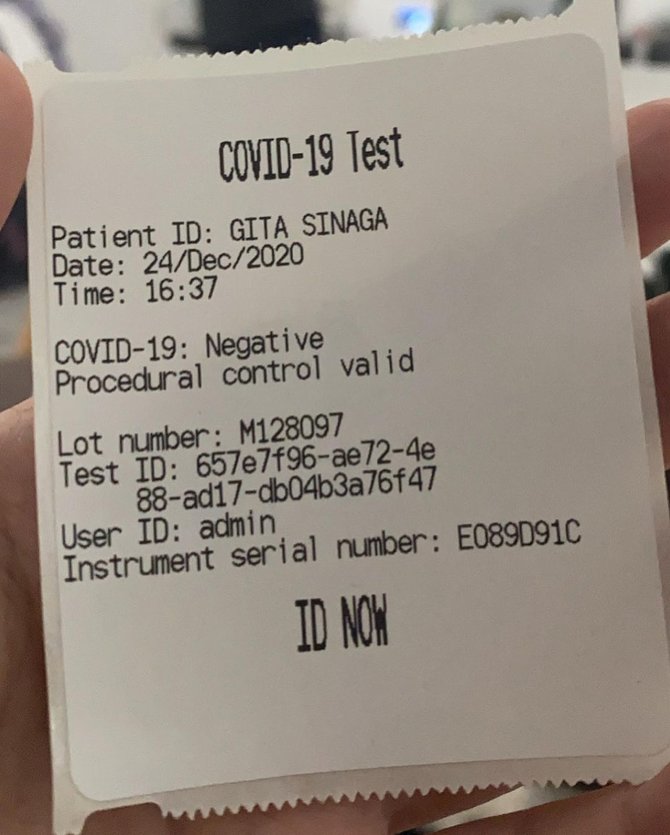 COVID-19 Test
Patient ID: GITA SINAGA
Date: 24/Dec/2020
Time: 16:37
COVID-19: Negative
Procedural control valid
Lot number: M128097
Test ID: 657e7f96-ae72-4e
88-ad17-db04b3a76f47
User ID: admin
Instrument serial number: E089D91C
ID NOW